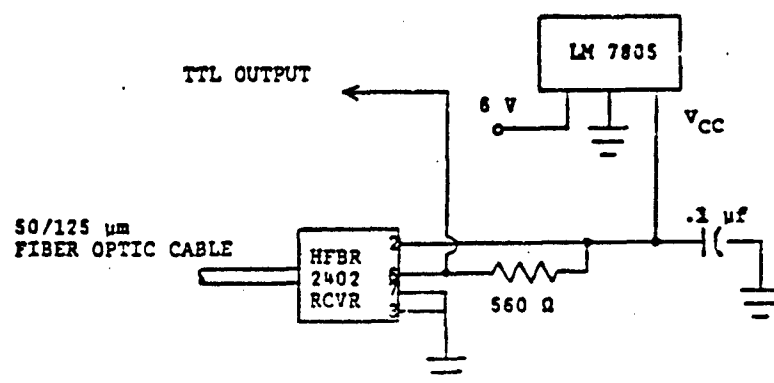 LM 7805
TTL OUTPUT
6 V
VCC
50/125 µm
FIBER OPTIC CABLE
.1 µf
HFBR
2402
RCVR
2
6
7
3
560 Ω